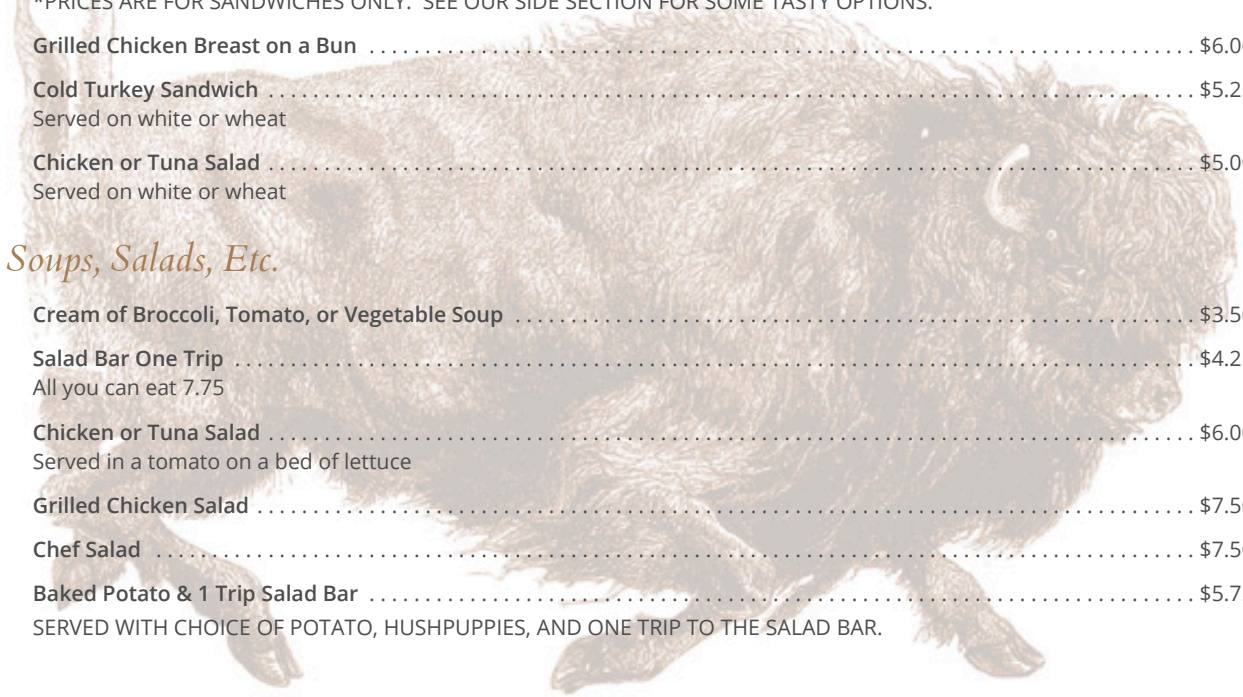 *PRICES ARE FOR SANDWICHES ONLY. SEE OUR SIDE SECTION FOR SOME TASTY OPTIONS.
Grilled Chicken Breast on a Bun ........ $6.0
Cold Turkey Sandwich ........ $5.2
Served on white or wheat
Chicken or Tuna Salad ........ $5.0
Served on white or wheat
Soups, Salads, Etc.
Cream of Broccoli, Tomato, or Vegetable Soup ........ $3.5
Salad Bar One Trip ........ $4.2
All you can eat 7.75
Chicken or Tuna Salad ........ $6.0
Served in a tomato on a bed of lettuce
Grilled Chicken Salad ........ $7.5
Chef Salad ........ $7.5
Baked Potato & 1 Trip Salad Bar ........ $5.7
SERVED WITH CHOICE OF POTATO, HUSHPUPPIES, AND ONE TRIP TO THE SALAD BAR.